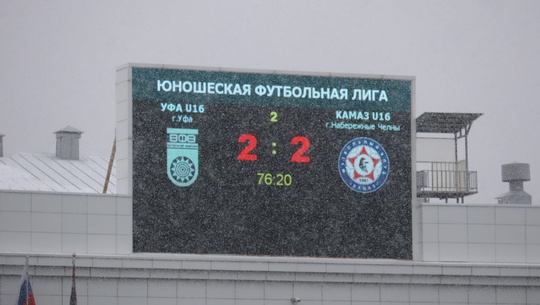 ЮНОШЕСКАЯ ФУТБОЛЬНАЯ ЛИГА
УФА U16
г.Уфа
2
КАМАЗ U16
г.Набережные Челны
2 : 2
76:20